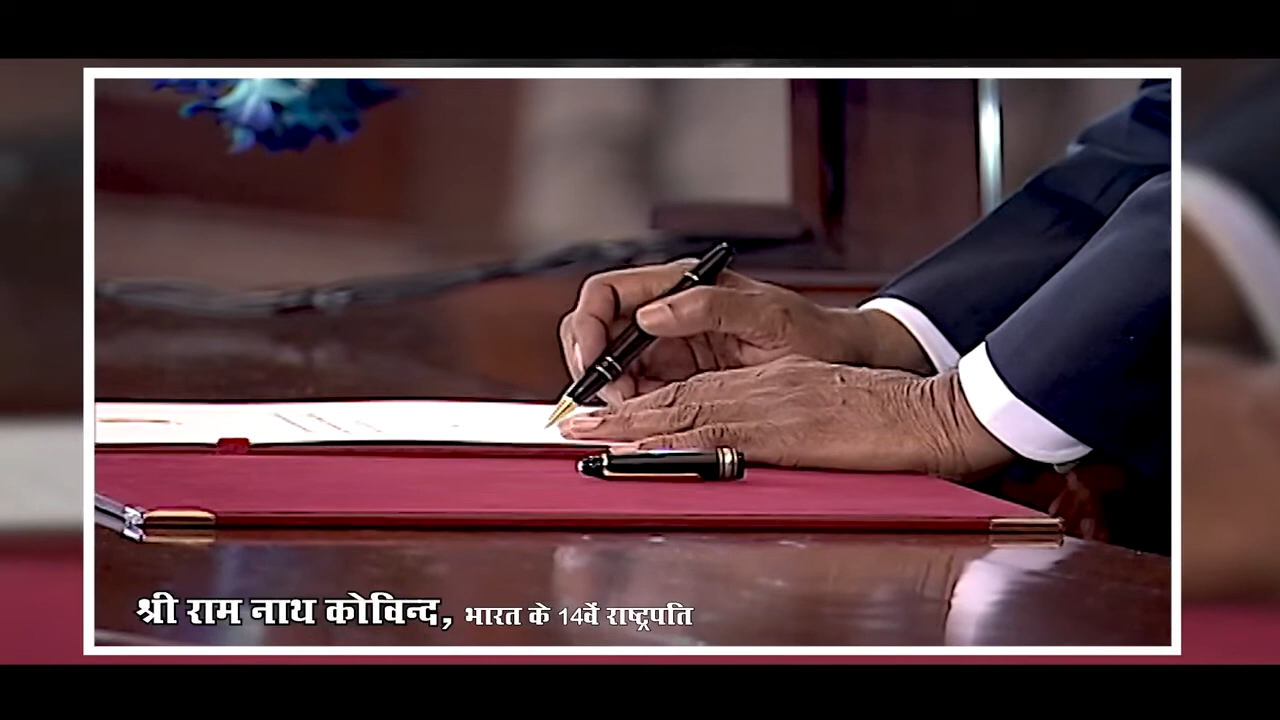 श्री राम नाथ कोविन्द, भारत के 14वें राष्ट्रपति